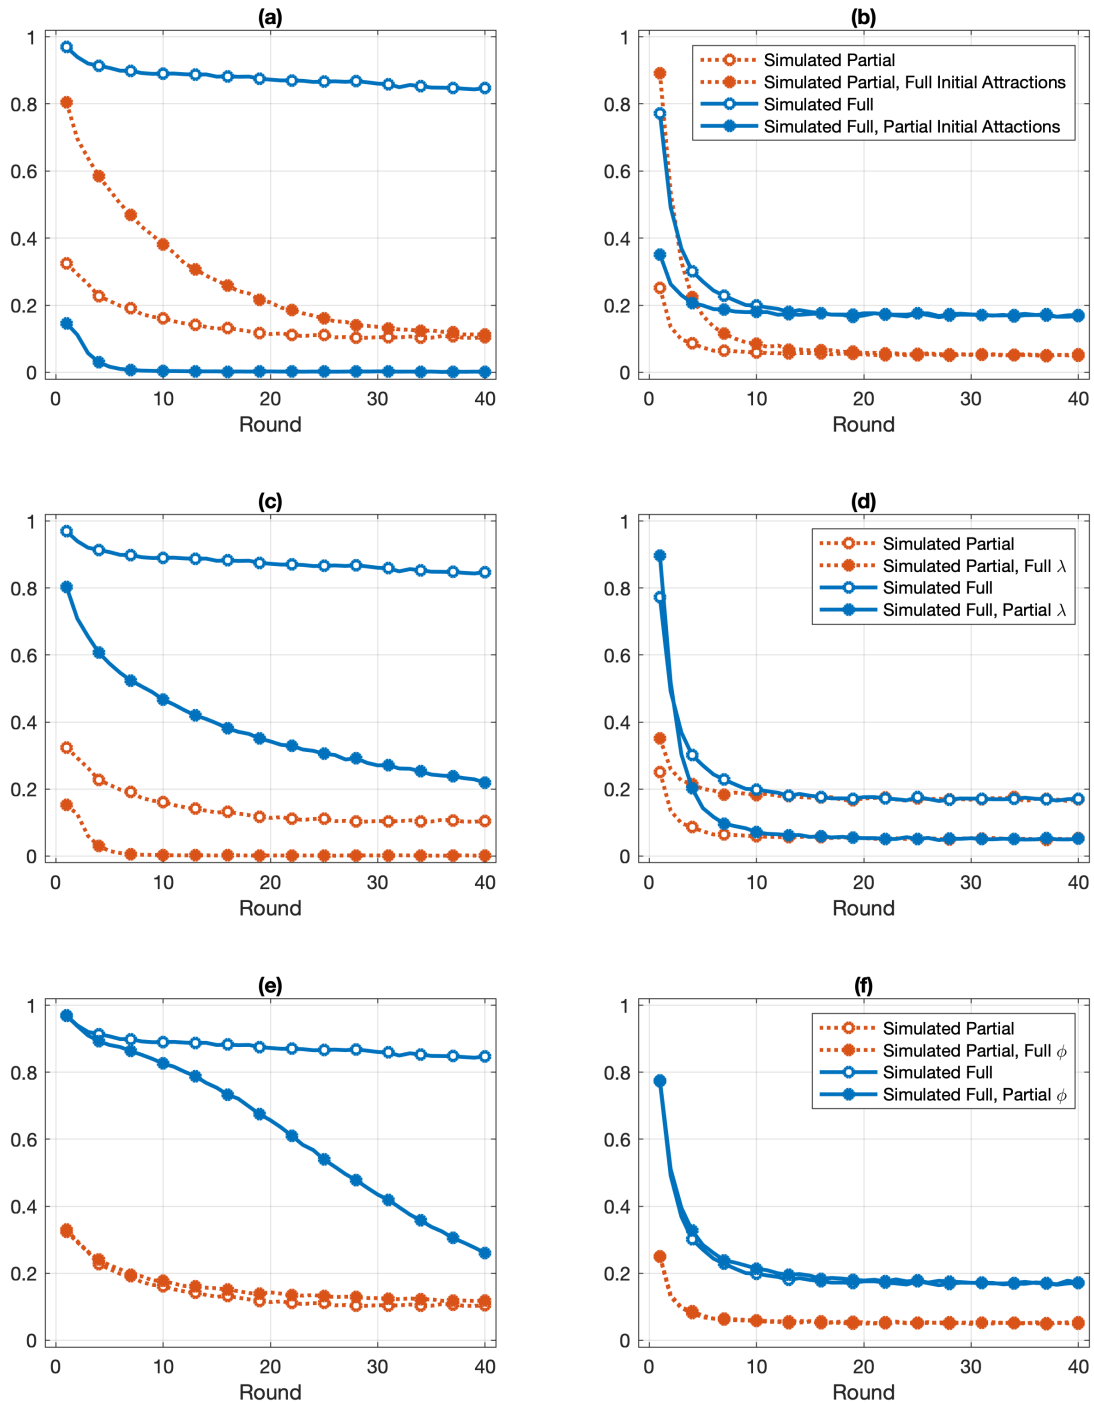 (a)
1
0.8
0.6
0.4
0.2
0
0 10 20 30 40
Round
(b)
1
0.8
0.6
0.4
0.2
0
0 10 20 30 40
Round
Simulated Partial
Simulated Partial, Full Initial Attractions
Simulated Full
Simulated Full, Partial Initial Attactions
(c)
1
0.8
0.6
0.4
0.2
0
0 10 20 30 40
Round
(d)
1
0.8
0.6
0.4
0.2
0
0 10 20 30 40
Round
Simulated Partial
Simulated Partial, Full λ
Simulated Full
Simulated Full, Partial λ
(e)
1
0.8
0.6
0.4
0.2
0
0 10 20 30 40
Round
(f)
1
0.8
0.6
0.4
0.2
0
0 10 20 30 40
Round
Simulated Partial
Simulated Partial, Full ϕ
Simulated Full
Simulated Full, Partial ϕ